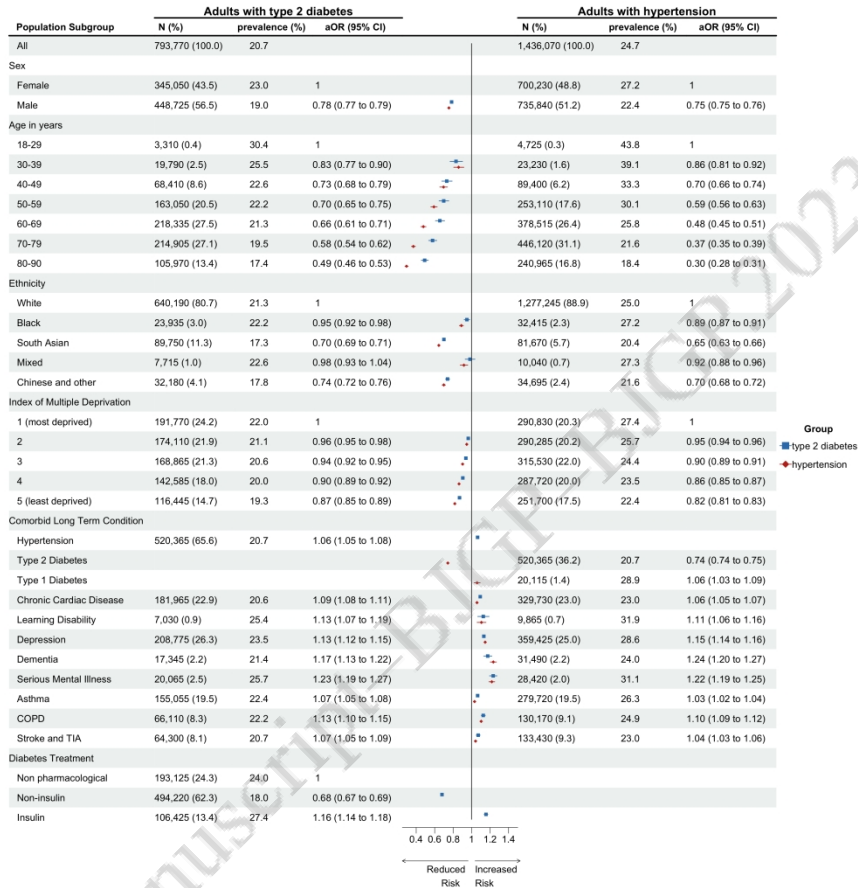 Adults with type 2 diabetes Adults with hypertension
Population Subgroup N (%) prevalence (%) aOR (95% CI) N (%) prevalence (%) aOR (95% CI)
All 793,770 (100.0) 20.7 1,436,070 (100.0) 24.7
Sex
Female 345,050 (43.5) 23.0 1 700,230 (48.8) 27.2 1
Male 448,725 (56.5) 19.0 0.78 (0.77 to 0.79) 735,840 (51.2) 22.4 0.75 (0.75 to 0.76)
Age in years
18-29 3,310 (0.4) 30.4 1 4,725 (0.3) 43.8 1
30-39 19,790 (2.5) 25.5 0.83 (0.77 to 0.90) 23,230 (1.6) 39.1 0.86 (0.81 to 0.92)
40-49 68,410 (8.6) 22.6 0.73 (0.68 to 0.79) 89,400 (6.2) 33.3 0.70 (0.66 to 0.74)
50-59 163,050 (20.5) 22.2 0.70 (0.65 to 0.75) 253,110 (17.6) 30.1 0.59 (0.56 to 0.63)
60-69 218,335 (27.5) 21.3 0.66 (0.61 to 0.71) 378,515 (26.4) 25.8 0.48 (0.45 to 0.51)
70-79 214,905 (27.1) 19.5 0.58 (0.54 to 0.62) 446,120 (31.1) 21.6 0.37 (0.35 to 0.39)
80-90 105,970 (13.4) 17.4 0.49 (0.46 to 0.53) 240,965 (16.8) 18.4 0.30 (0.28 to 0.31)
Ethnicity
White 640,190 (80.7) 21.3 1 1,277,245 (88.9) 25.0 1
Black 23,935 (3.0) 22.2 0.95 (0.92 to 0.98) 32,415 (2.3) 27.2 0.89 (0.87 to 0.91)
South Asian 89,750 (11.3) 17.3 0.70 (0.69 to 0.71) 81,670 (5.7) 20.4 0.65 (0.63 to 0.66)
Mixed 7,715 (1.0) 22.6 0.98 (0.93 to 1.04) 10,040 (0.7) 27.3 0.92 (0.88 to 0.96)
Chinese and other 32,180 (4.1) 17.8 0.74 (0.72 to 0.76) 34,695 (2.4) 21.6 0.70 (0.68 to 0.72)
Index of Multiple Deprivation
1 (most deprived) 191,770 (24.2) 22.0 1 290,830 (20.3) 27.4 1
2 174,110 (21.9) 21.1 0.96 (0.95 to 0.98) 290,285 (20.2) 25.7 0.95 (0.94 to 0.96)
3 168,865 (21.3) 20.6 0.94 (0.92 to 0.95) 315,530 (22.0) 24.4 0.90 (0.89 to 0.91)
4 142,585 (18.0) 20.0 0.90 (0.89 to 0.92) 287,720 (20.0) 23.5 0.86 (0.85 to 0.87)
5 (least deprived) 116,445 (14.7) 19.3 0.87 (0.85 to 0.89) 251,700 (17.5) 22.4 0.82 (0.81 to 0.83)
Group
type 2 diabetes
hypertension
Comorbid Long Term Condition
Hypertension 520,365 (65.6) 20.7 1.06 (1.05 to 1.08)
Type 2 Diabetes 520,365 (36.2) 20.7 0.74 (0.74 to 0.75)
Type 1 Diabetes 20,115 (1.4) 28.9 1.06 (1.03 to 1.09)
Chronic Cardiac Disease 181,965 (22.9) 20.6 1.09 (1.08 to 1.11) 329,730 (23.0) 23.0 1.06 (1.05 to 1.07)
Learning Disability 7,030 (0.9) 25.4 1.13 (1.07 to 1.19) 9,865 (0.7) 31.9 1.11 (1.06 to 1.16)
Depression 208,775 (26.3) 23.5 1.13 (1.12 to 1.15) 359,425 (25.0) 28.6 1.15 (1.14 to 1.16)
Dementia 17,345 (2.2) 21.4 1.17 (1.13 to 1.22) 31,490 (2.2) 24.0 1.24 (1.20 to 1.27)
Serious Mental Illness 20,065 (2.5) 25.7 1.23 (1.19 to 1.27) 28,420 (2.0) 31.1 1.22 (1.19 to 1.25)
Asthma 155,055 (19.5) 22.4 1.07 (1.05 to 1.08) 279,720 (19.5) 26.3 1.03 (1.02 to 1.04)
COPD 66,110 (8.3) 22.2 1.13 (1.10 to 1.15) 130,170 (9.1) 24.9 1.10 (1.09 to 1.12)
Stroke and TIA 64,300 (8.1) 20.7 1.07 (1.05 to 1.09) 133,430 (9.3) 23.0 1.04 (1.03 to 1.06)
Diabetes Treatment
Non pharmacological 193,125 (24.3) 24.0 1
Non-insulin 494,220 (62.3) 18.0 0.68 (0.67 to 0.69)
Insulin 106,425 (13.4) 27.4 1.16 (1.14 to 1.18)
0.4 0.6 0.8 1 1.2 1.4
Reduced Risk Increased Risk
nuscript – BJGP – BJGP.2023